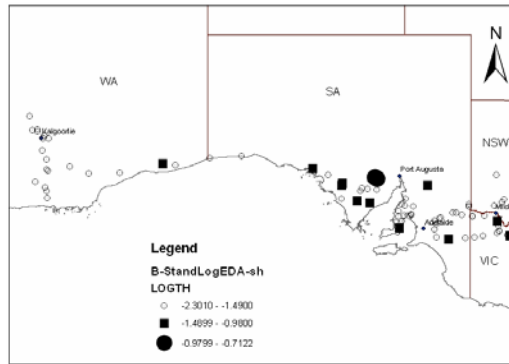 N
WA
SA
NSW
Kalgoorlie
Port Augusta
Adelaide
VIC
Legend
B-StandLogEDA-sh
LOGTH
-2.3010 - -1.4900
-1.4899 - -0.9800
-0.9799 - -0.7122